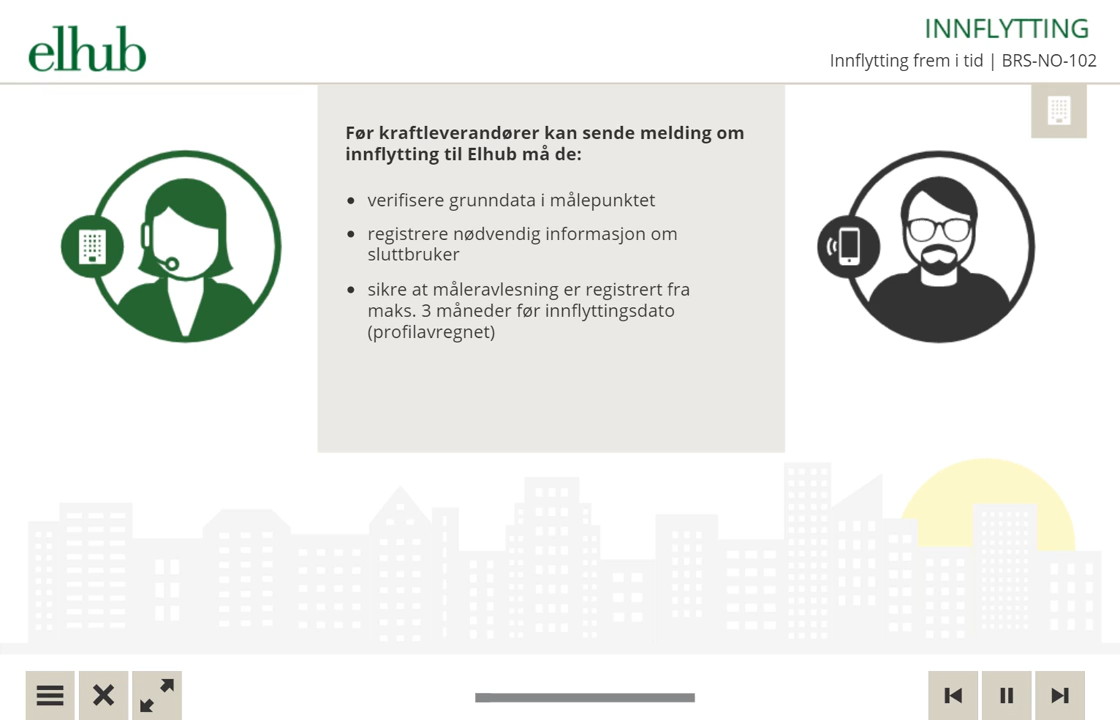 elhub
INNFLYTTING
Innflytting frem i tid | BRS-NO-102
Før kraftleverandører kan sende melding om
innflytting til Elhub må de:
• verifisere grunndata i målepunktet
• registrere nødvendig informasjon om
sluttbruker
• sikre at måleravlesning er registrert fra
maks. 3 måneder før innflyttingsdato
(profilavregnet)